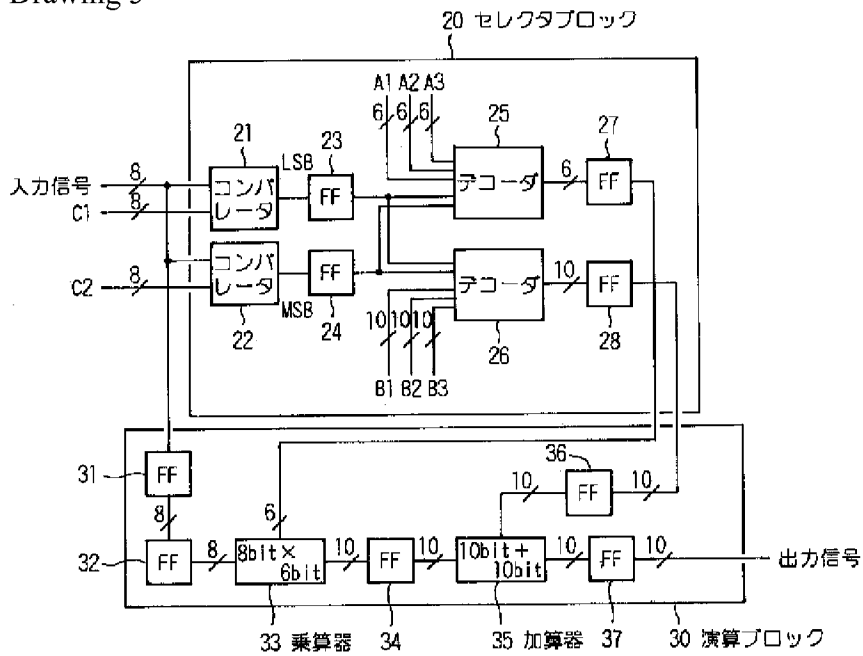 20 セレクタブロック
A1 A2 A3
6 6 6
25
27
21
LSB
23
入力信号
8
コンパ
レータ
FF
デコーダ
6
FF
C1
8
コンパ
レータ
FF
デコーダ
10
FF
C2
8
22
MSB
24
10 10 10
26
28
B1 B2 B3
31
FF
36
FF
10
10
8
6
32
FF
8
8bit×
6bit
10
FF
10
10bit+
10bit
10
FF
10
出力信号
33 乗算器
34
35 加算器
37
30 演算ブロック